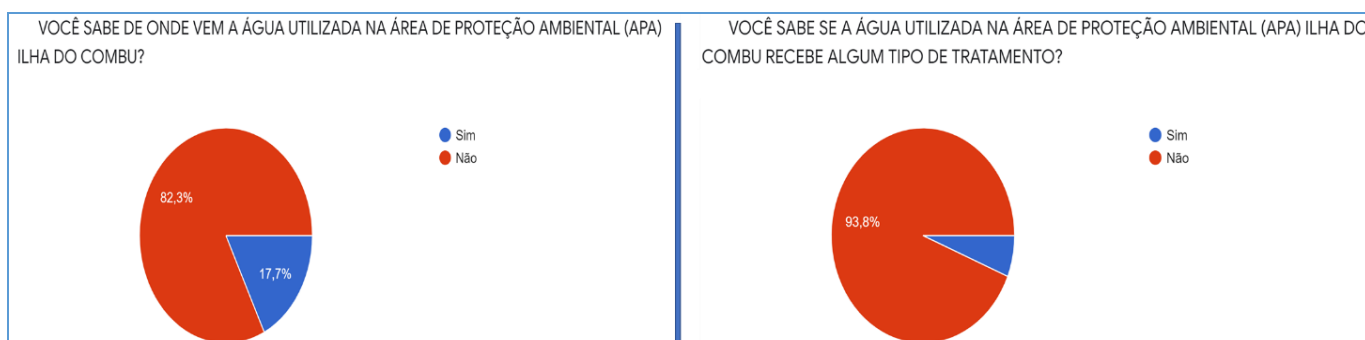 VOCÊ SABE DE ONDE VEM A ÁGUA UTILIZADA NA ÁREA DE PROTEÇÃO AMBIENTAL (APA)
ILHA DO COMBU?
Sim
Não
82,3%
17,7%
VOCÊ SABE SE A ÁGUA UTILIZADA NA ÁREA DE PROTEÇÃO AMBIENTAL (APA) ILHA DO
COMBU RECEBE ALGUM TIPO DE TRATAMENTO?
Sim
Não
93,8%